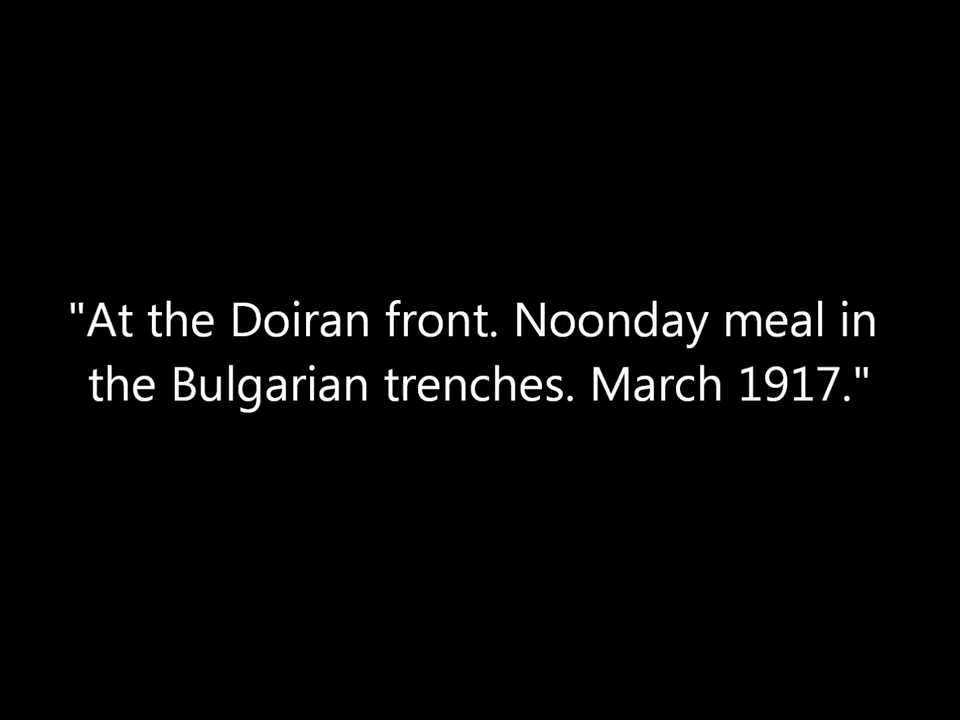 "At the Doiran front. Noonday meal in
the Bulgarian trenches. March 1917."